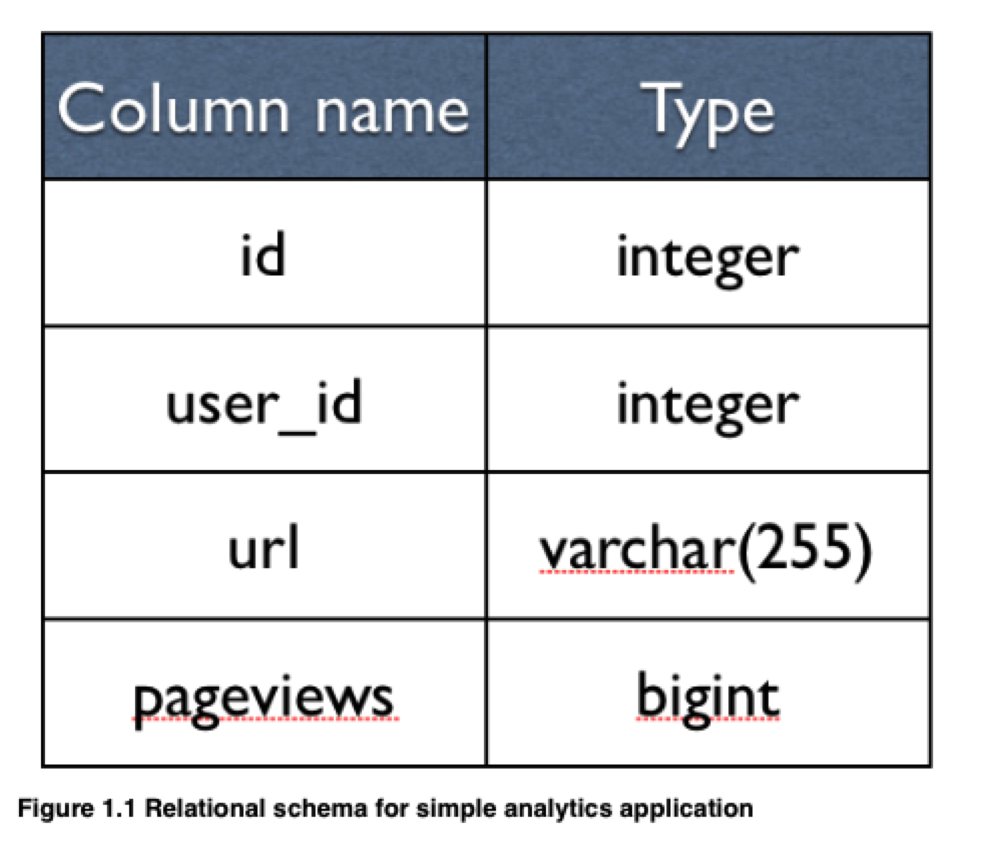 Column name Type
id integer
user_id integer
url varchar(255)
pageviews bigint
Figure 1.1 Relational schema for simple analytics application